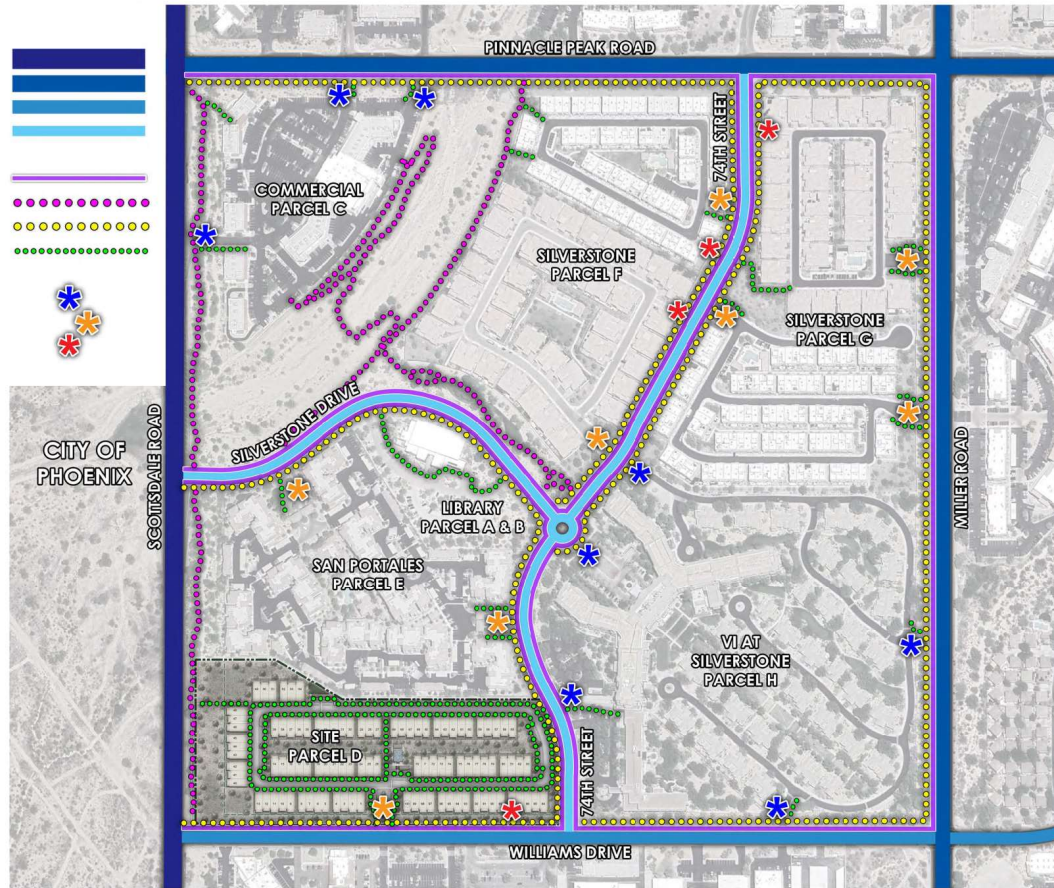 PINNACLE PEAK ROAD
74TH STREET
COMMERCIAL
PARCEL C
SILVERSTONE
PARCEL F
SILVERSTONE
PARCEL G
CITY OF
PHOENIX
SCOTTSDALE ROAD
SILVERSTONE DRIVE
MILLER ROAD
LIBRARY
PARCEL A & B
SAN PORTALES
PARCEL E
VI AT
SILVERSTONE
PARCEL H
SITE
PARCEL D
74TH STREET
WILLIAMS DRIVE